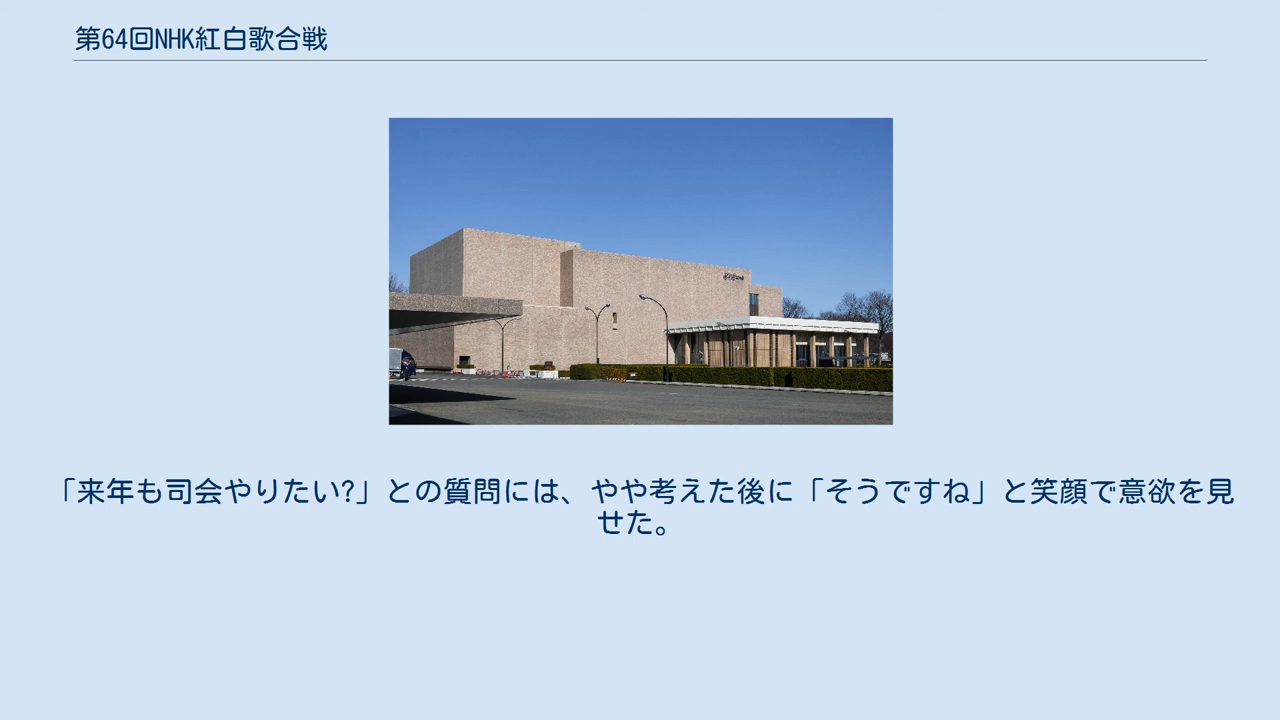 第64回NHK紅白歌合戦
「来年も司会やりたい?」との質問には、やや考えた後に「そうですね」と笑顔で意欲を見
せた。